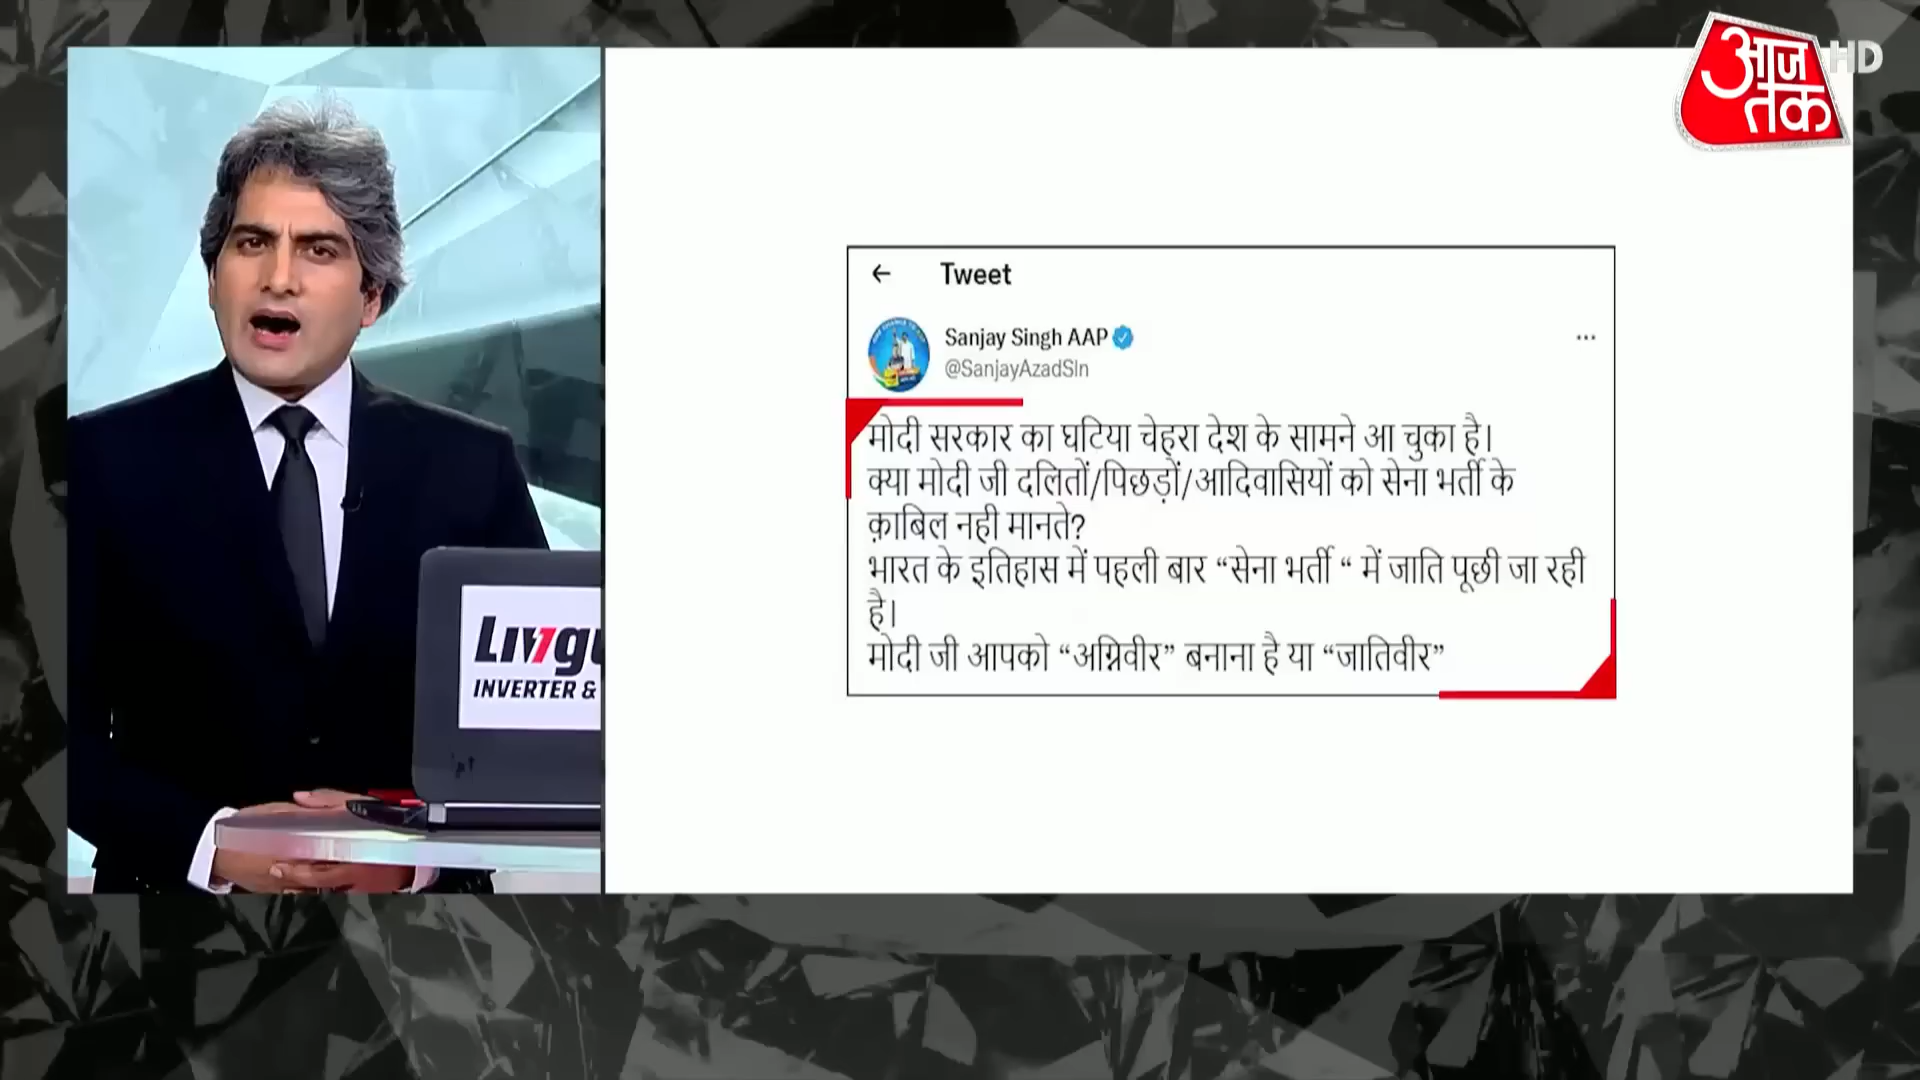 आज
तक
HD
← Tweet
Sanjay Singh AAP
@SanjayAzadSln
मोदी सरकार का घटिया चेहरा देश के सामने आ चुका है।
क्या मोदी जी दलितों/पिछड़ों/आदिवासियों को सेना भर्ती के
क़ाबिल नही मानते?
भारत के इतिहास में पहली बार “सेना भर्ती “ में जाति पूछी जा रही
है।
मोदी जी आपको “अग्निवीर” बनाना है या “जातिवीर”
INVERTER &